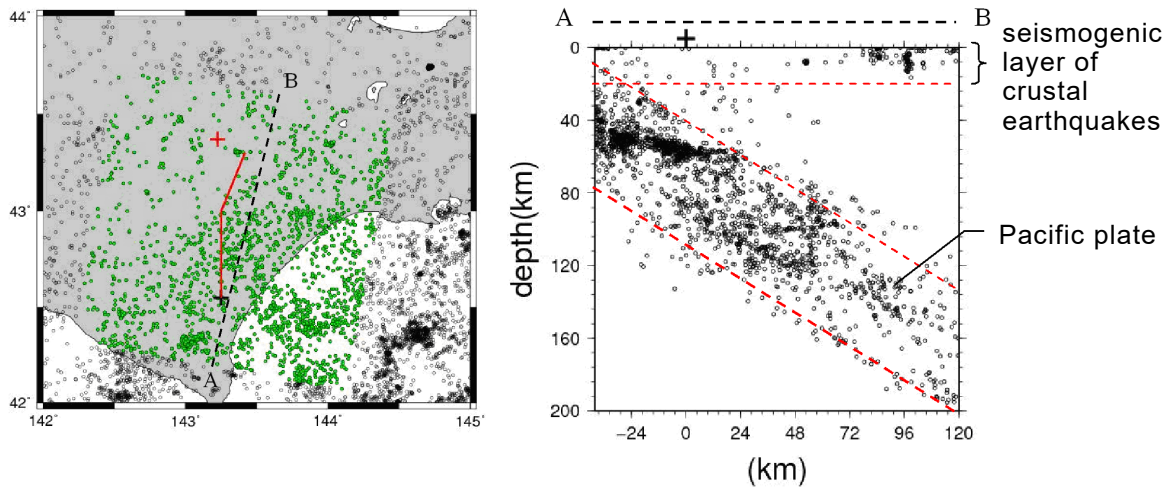 44°
43°
42°
142°
143°
144°
145°
B
A
A
B
0
40
80
120
160
200
depth(km)
−24
0
24
48
72
96
120
(km)
seismogenic
layer of
crustal
earthquakes
Pacific plate